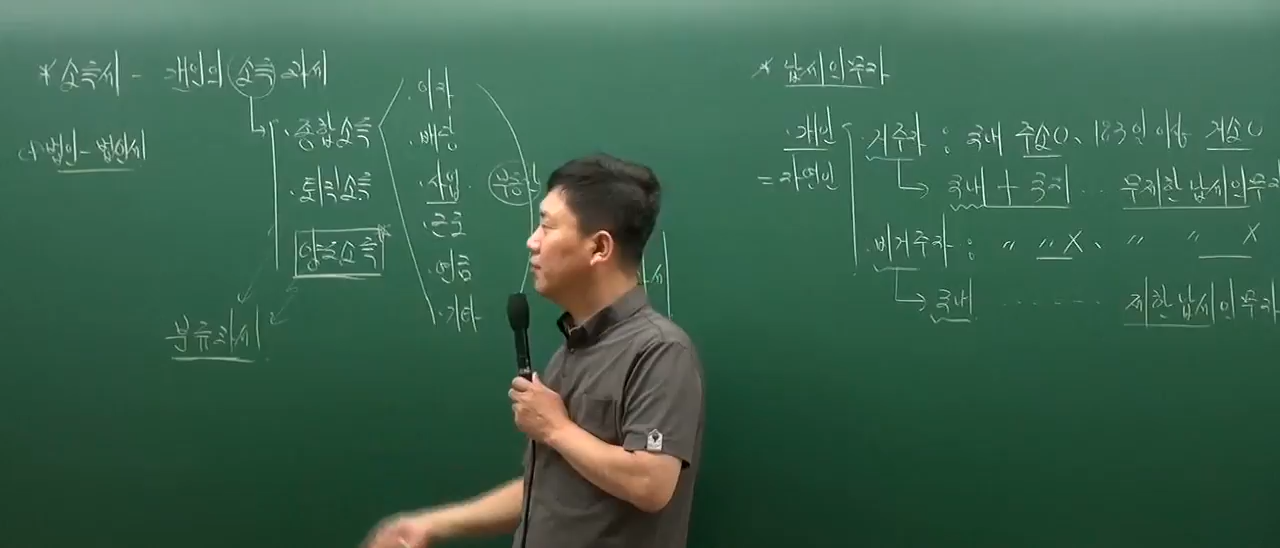 * 소득세 - 개인의 소득과세
법인 - 법인세
· 종합소득
· 퇴직소득
양도소득
분류과세
· 이자
· 배당
· 사업
· 근로
· 연금
· 기타
* 납세의무자
· 개인
= 자연인
거주자 : 국내 주소 O, 183일 이상 거소 O
국내 + 국외 ‥ 무제한 납세의무
비거주자 : 〃 〃 X, 〃 〃 X
국내 ‥‥‥ 제한 납세의무자